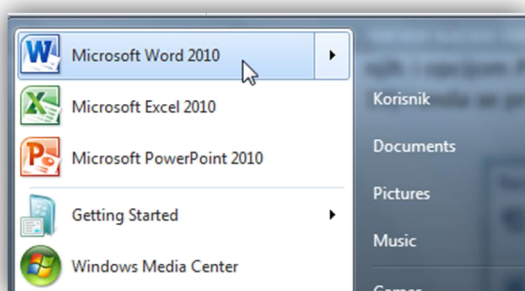 Microsoft Word 2010
Microsoft Excel 2010
Microsoft PowerPoint 2010
Getting Started
Windows Media Center
Korisnik
Documents
Pictures
Music